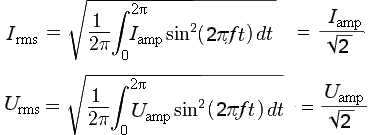 I_rms = √(1/2π ∫₀^2π I_amp sin²(2πft) dt) = I_amp/√2
U_rms = √(1/2π ∫₀^2π U_amp sin²(2πft) dt) = U_amp/√2